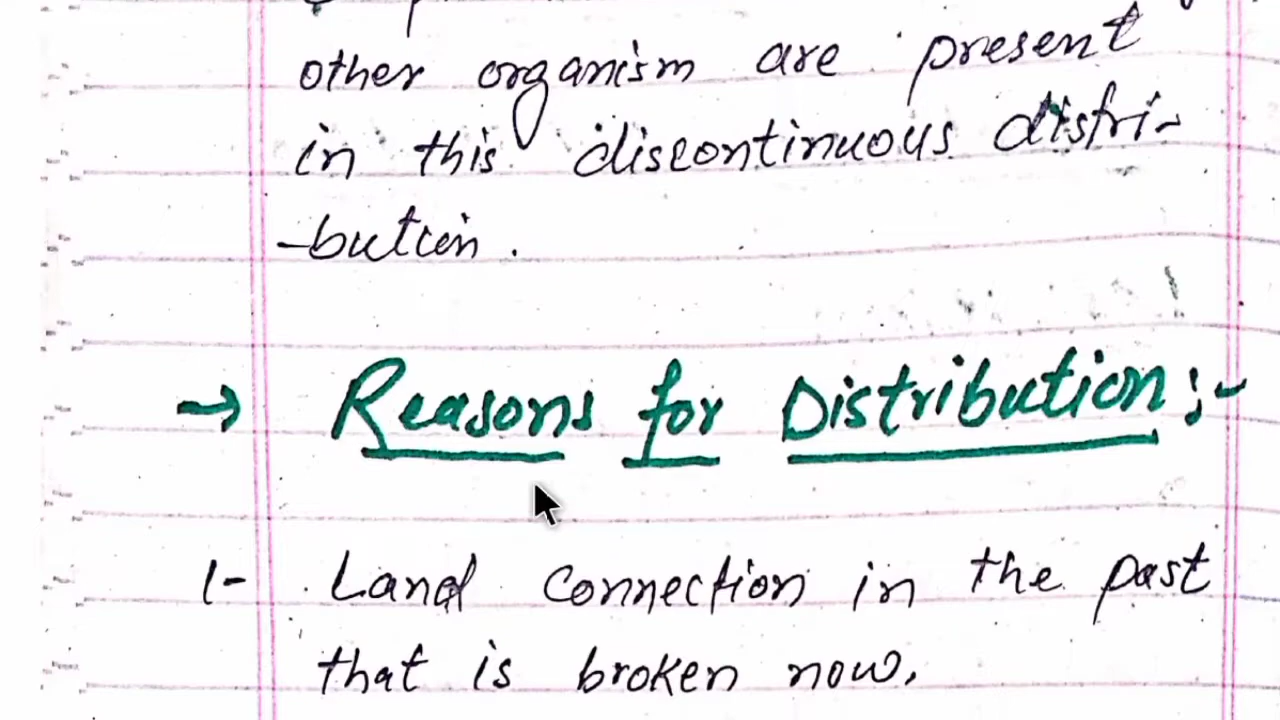 other organism are present
in this discontinuous distri-
-bution.
→ Reasons for Distribution :-
1- Land connection in the past
that is broken now.